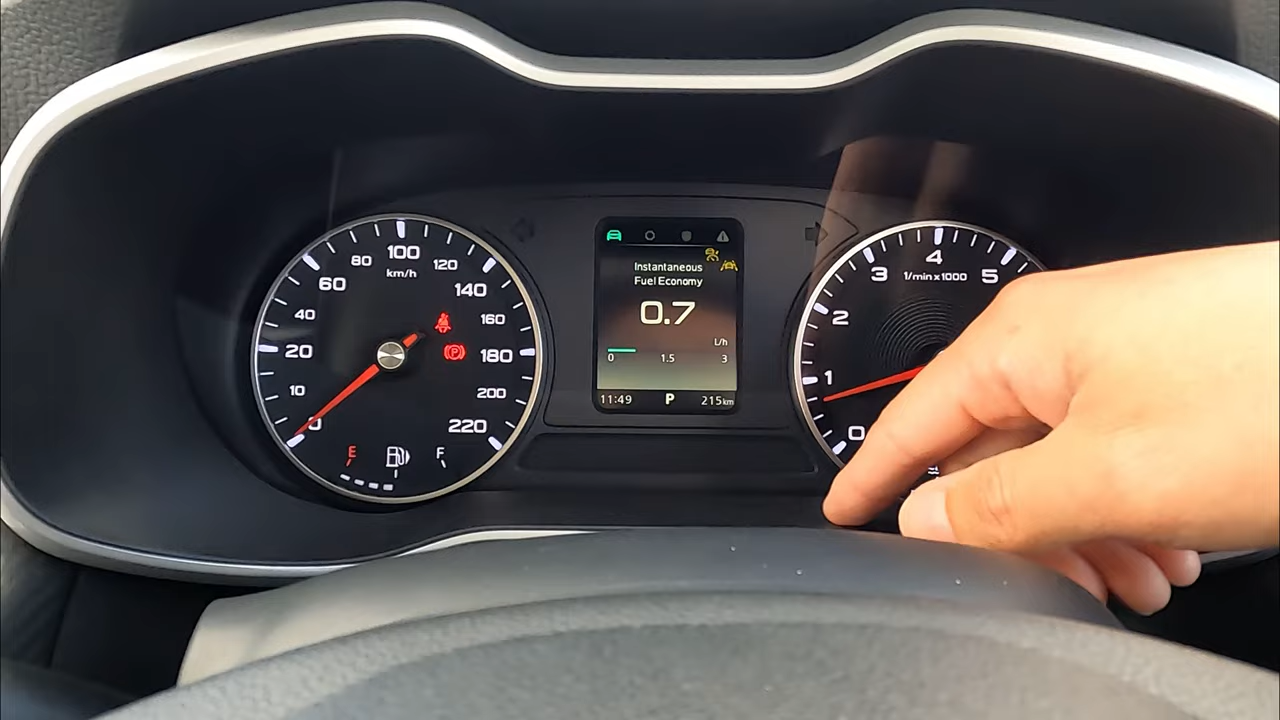 0
10
20
40
60
80
100
120
140
160
180
200
220
km/h
P
E
F
Instantaneous
Fuel Economy
0.7
L/h
0 1.5 3
11:49 P 215km
0
1
2
3
4
5
1/min x 1000